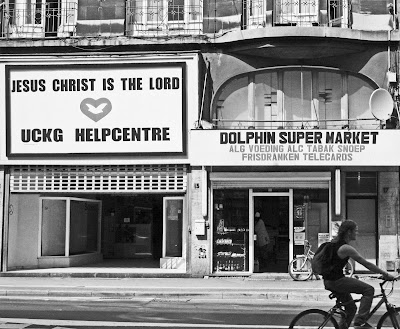 JESUS CHRIST IS THE LORD
UCKG HELPCENTRE
DOLPHIN SUPER MARKET
ALG VOEDING ALC TABAK SNOEP
FRISDRANKEN TELECARDS